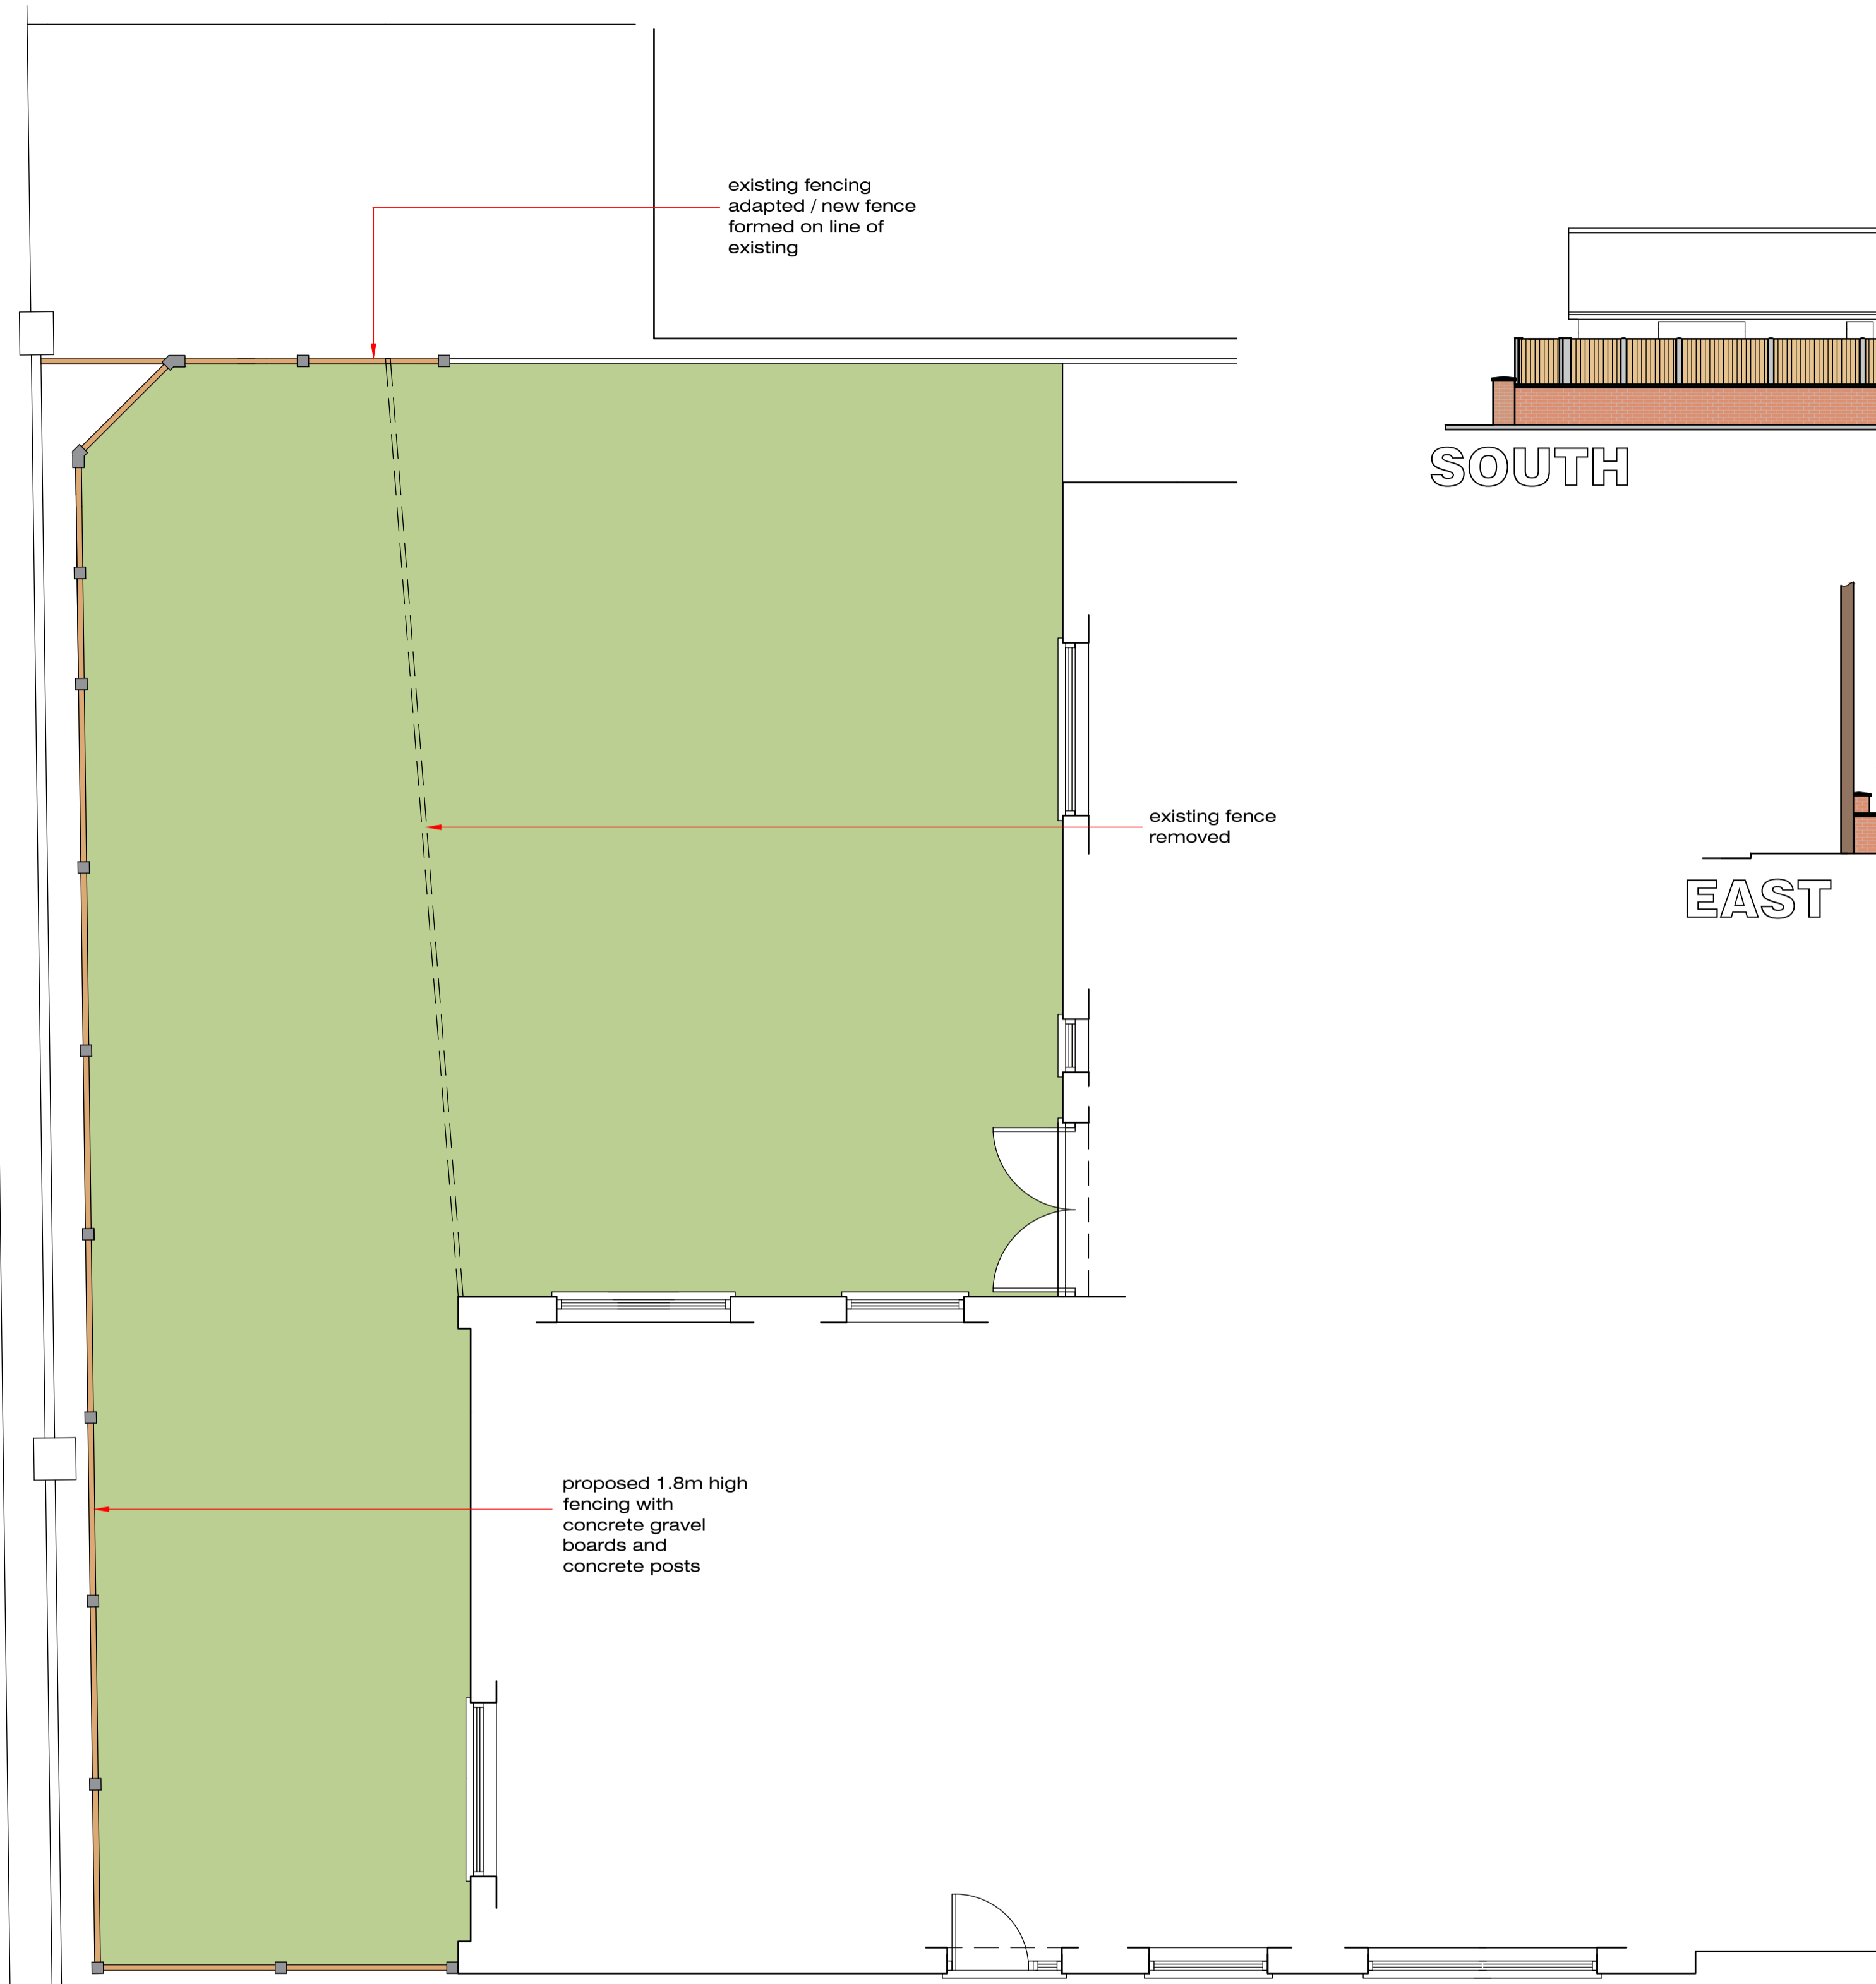 existing fencing
adapted / new fence
formed on line of
existing
SOUTH
existing fence
removed
EAST
proposed 1.8m high
fencing with
concrete gravel
boards and
concrete posts